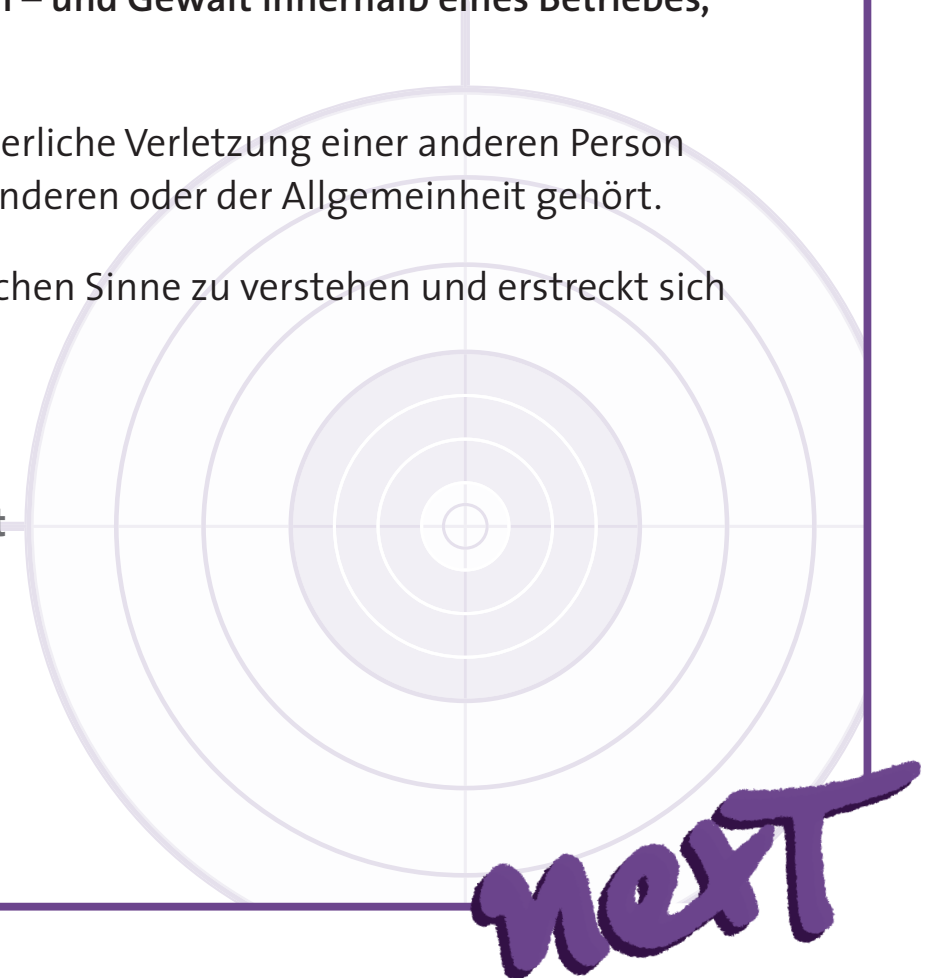 – und Gewalt innerhalb eines Betriebes,
erliche Verletzung einer anderen Person
nderen oder der Allgemeinheit gehört.
chen Sinne zu verstehen und erstreckt sich
t
nexT